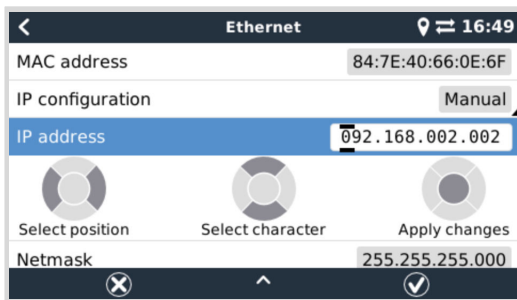 Ethernet 16:49
MAC address 84:7E:40:66:0E:6F
IP configuration Manual
IP address 092.168.002.002
Select position Select character Apply changes
Netmask 255.255.255.000